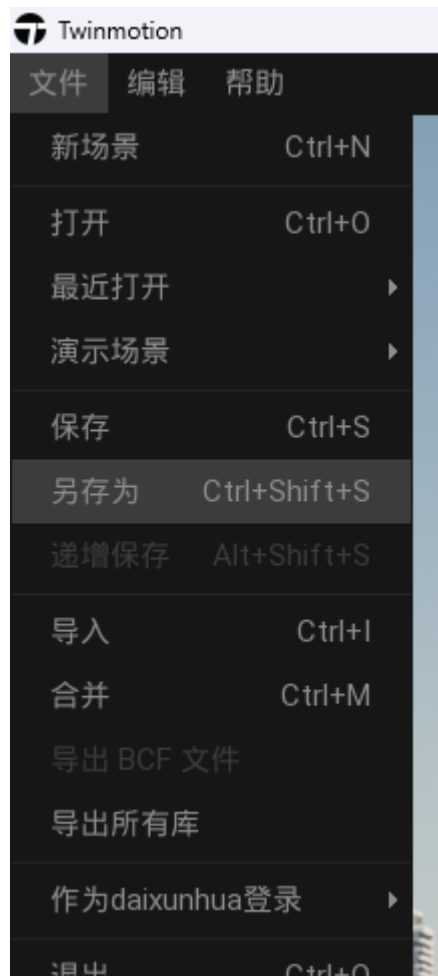 Twinmotion
文件 编辑 帮助
新场景 Ctrl+N
打开 Ctrl+O
最近打开
演示场景
保存 Ctrl+S
另存为 Ctrl+Shift+S
递增保存 Alt+Shift+S
导入 Ctrl+I
合并 Ctrl+M
导出 BCF 文件
导出所有库
作为daixunhua登录
退出 Ctrl+Q